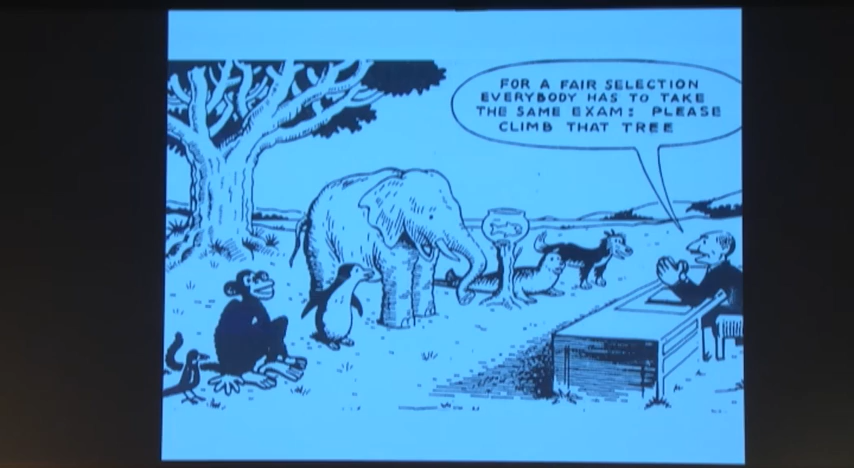 FOR A FAIR SELECTION
EVERYBODY HAS TO TAKE
THE SAME EXAM: PLEASE
CLIMB THAT TREE